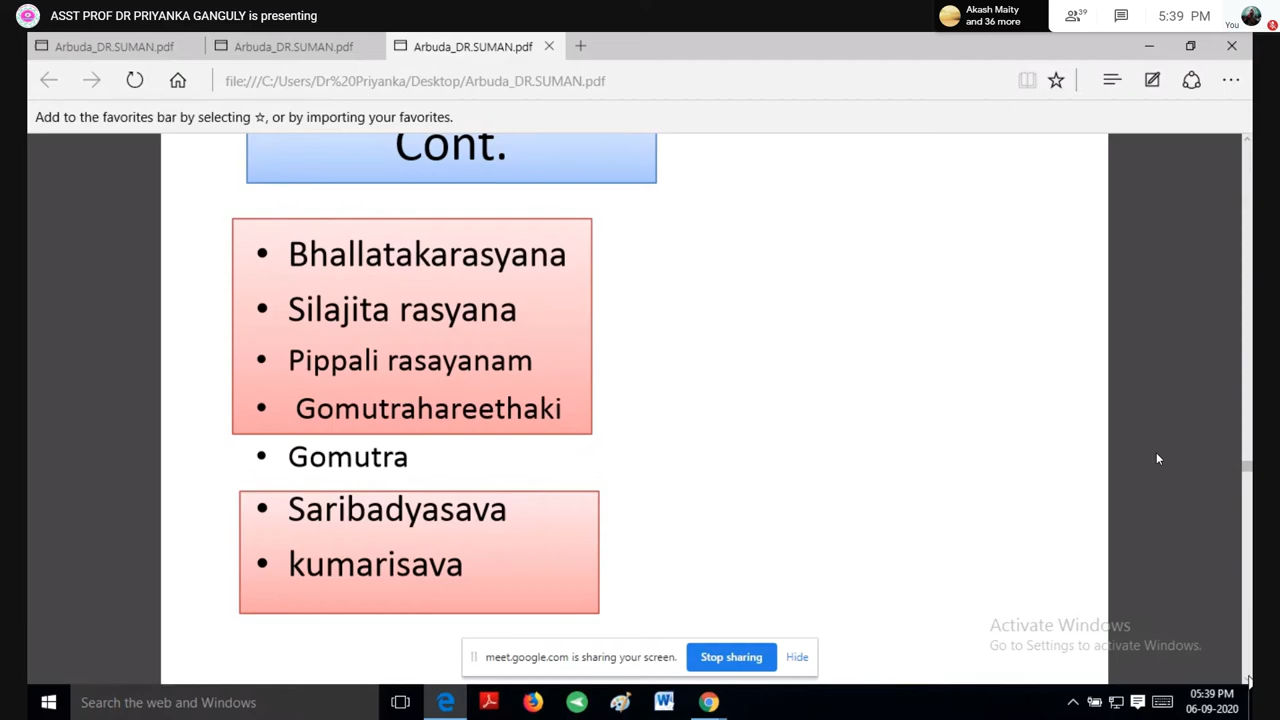 ASST PROF DR PRIYANKA GANGULY is presenting
Akash Maity
and 36 more
39
5:39 PM
You
Arbuda_DR.SUMAN.pdf
Arbuda_DR.SUMAN.pdf
Arbuda_DR.SUMAN.pdf
file:///C:/Users/Dr%20Priyanka/Desktop/Arbuda_DR.SUMAN.pdf
Add to the favorites bar by selecting ☆, or by importing your favorites.
Cont.
• Bhallatakarasyana
• Silajita rasyana
• Pippali rasayanam
• Gomutrahareethaki
• Gomutra
• Saribadyasava
• kumarisava
Activate Windows
Go to Settings to activate Windows.
meet.google.com is sharing your screen.
Stop sharing
Hide
Search the web and Windows
05:39 PM
06-09-2020